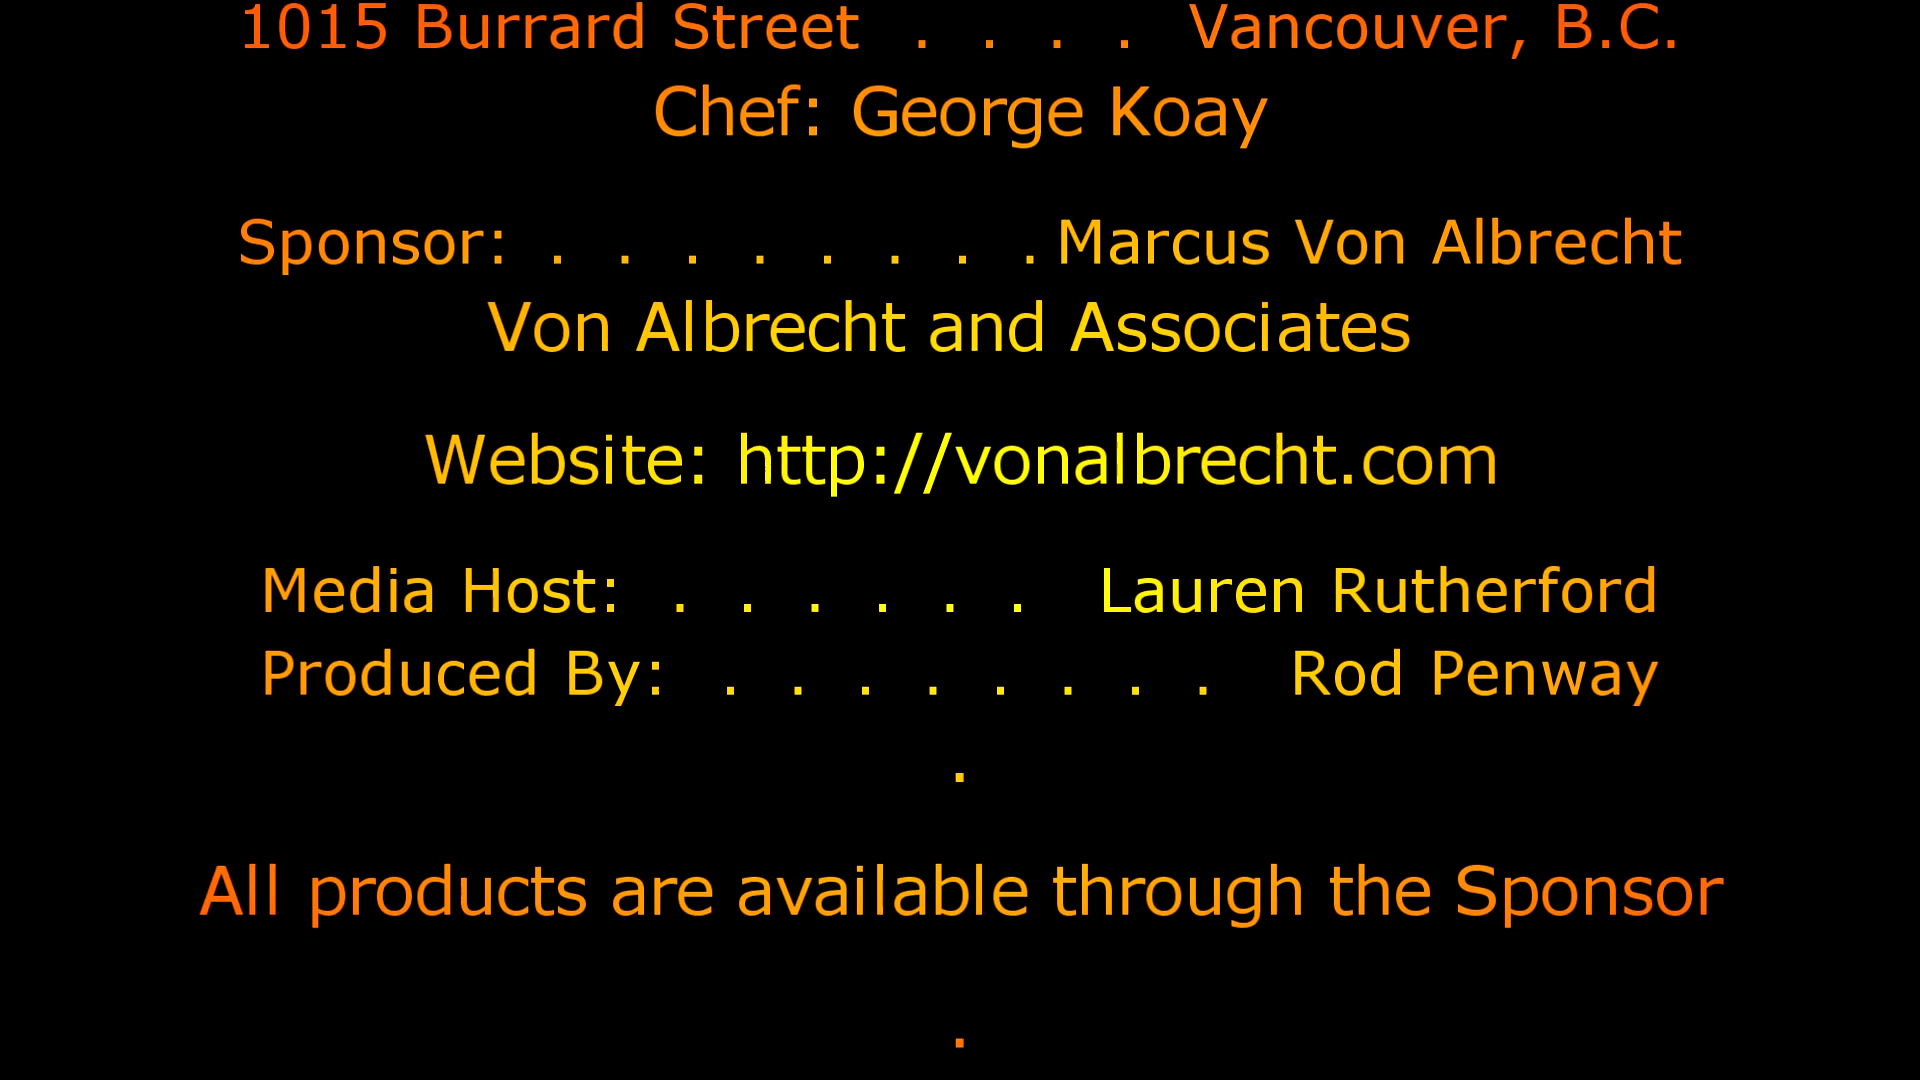 1015 Burrard Street . . . . Vancouver, B.C.
Chef: George Koay
Sponsor: . . . . . . . . Marcus Von Albrecht
Von Albrecht and Associates
Website: http://vonalbrecht.com
Media Host: . . . . . . Lauren Rutherford
Produced By: . . . . . . . . Rod Penway
.
All products are available through the Sponsor
.